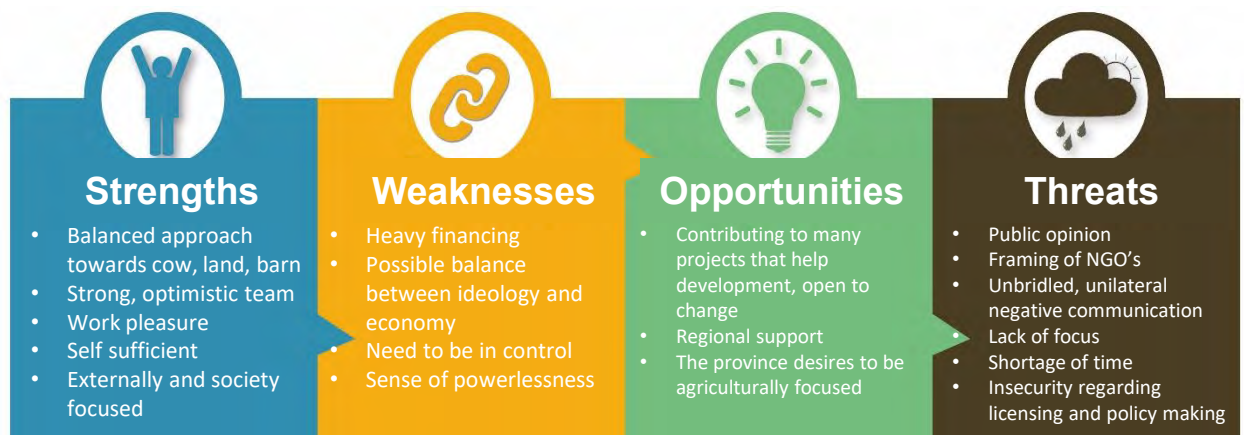 Strengths
• Balanced approach
towards cow, land, barn
• Strong, optimistic team
• Work pleasure
• Self sufficient
• Externally and society
focused
Weaknesses
• Heavy financing
• Possible balance
between ideology and
economy
• Need to be in control
• Sense of powerlessness
Opportunities
• Contributing to many
projects that help
development, open to
change
• Regional support
• The province desires to be
agriculturally focused
Threats
• Public opinion
• Framing of NGO’s
• Unbridled, unilateral
negative communication
• Lack of focus
• Shortage of time
• Insecurity regarding
licensing and policy making